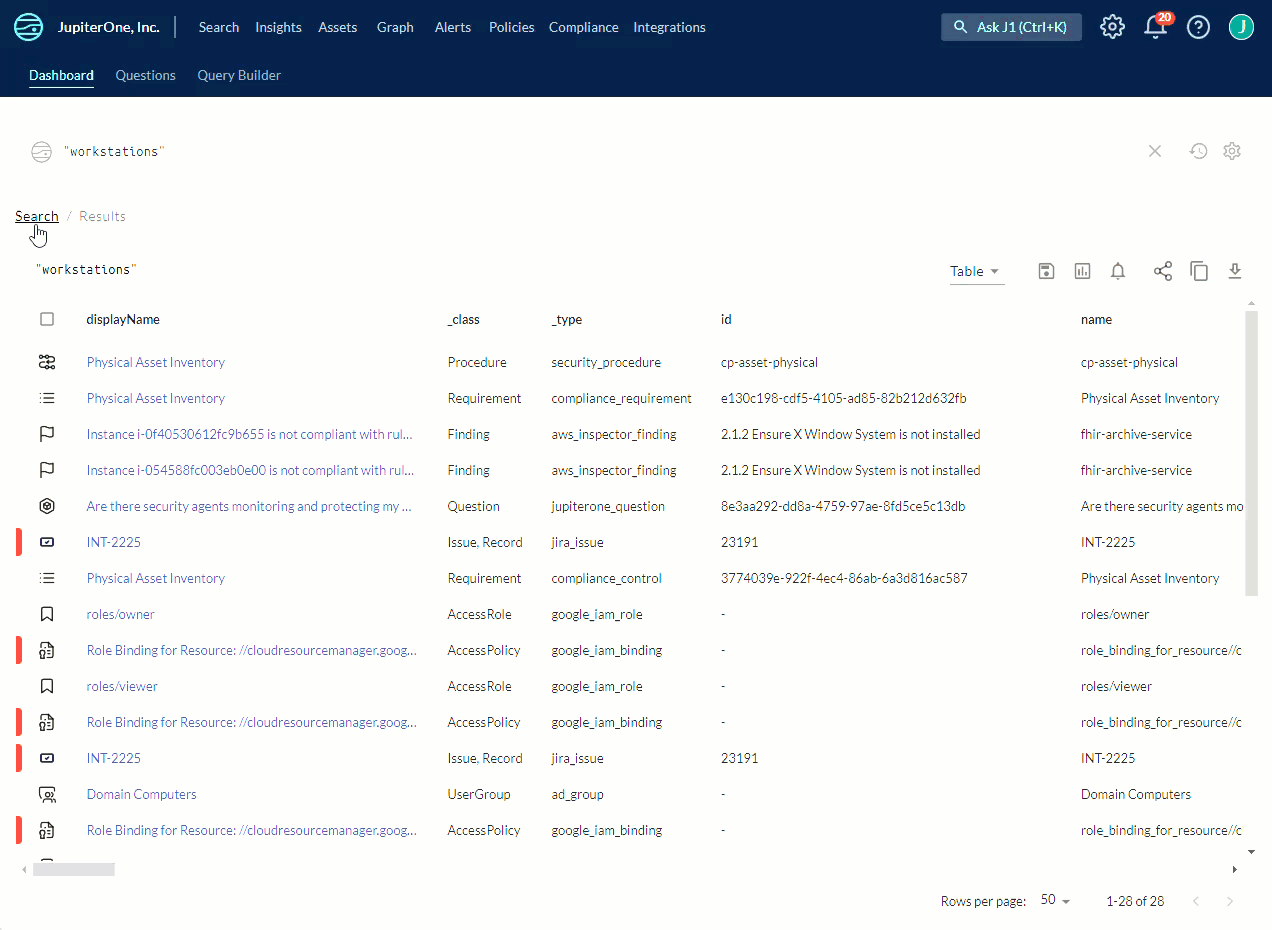 JupiterOne, Inc. Search Insights Assets Graph Alerts Policies Compliance Integrations Ask J1 (Ctrl+K) 20 J
Dashboard Questions Query Builder
"workstations"
Search / Results
"workstations" Table
displayName _class _type id name
Physical Asset Inventory Procedure security_procedure cp-asset-physical cp-asset-physical
Physical Asset Inventory Requirement compliance_requirement e130c198-cdf5-4105-ad85-82b212d632fb Physical Asset Inventory
Instance i-0f40530612fc9b655 is not compliant with rul... Finding aws_inspector_finding 2.1.2 Ensure X Window System is not installed fhir-archive-service
Instance i-054588fc003eb0e00 is not compliant with rul... Finding aws_inspector_finding 2.1.2 Ensure X Window System is not installed fhir-archive-service
Are there security agents monitoring and protecting my ... Question jupiterone_question 8e3aa292-dd8a-4759-97ae-8fd5ce5c13db Are there security agents mo
INT-2225 Issue, Record jira_issue 23191 INT-2225
Physical Asset Inventory Requirement compliance_control 3774039e-922f-4ec4-86ab-6a3d816ac587 Physical Asset Inventory
roles/owner AccessRole google_iam_role - roles/owner
Role Binding for Resource: //cloudresourcemanager.goog... AccessPolicy google_iam_binding - role_binding_for_resource//c
roles/viewer AccessRole google_iam_role - roles/viewer
Role Binding for Resource: //cloudresourcemanager.goog... AccessPolicy google_iam_binding - role_binding_for_resource//c
INT-2225 Issue, Record jira_issue 23191 INT-2225
Domain Computers UserGroup ad_group - Domain Computers
Role Binding for Resource: //cloudresourcemanager.goog... AccessPolicy google_iam_binding - role_binding_for_resource//c
Rows per page: 50 1-28 of 28